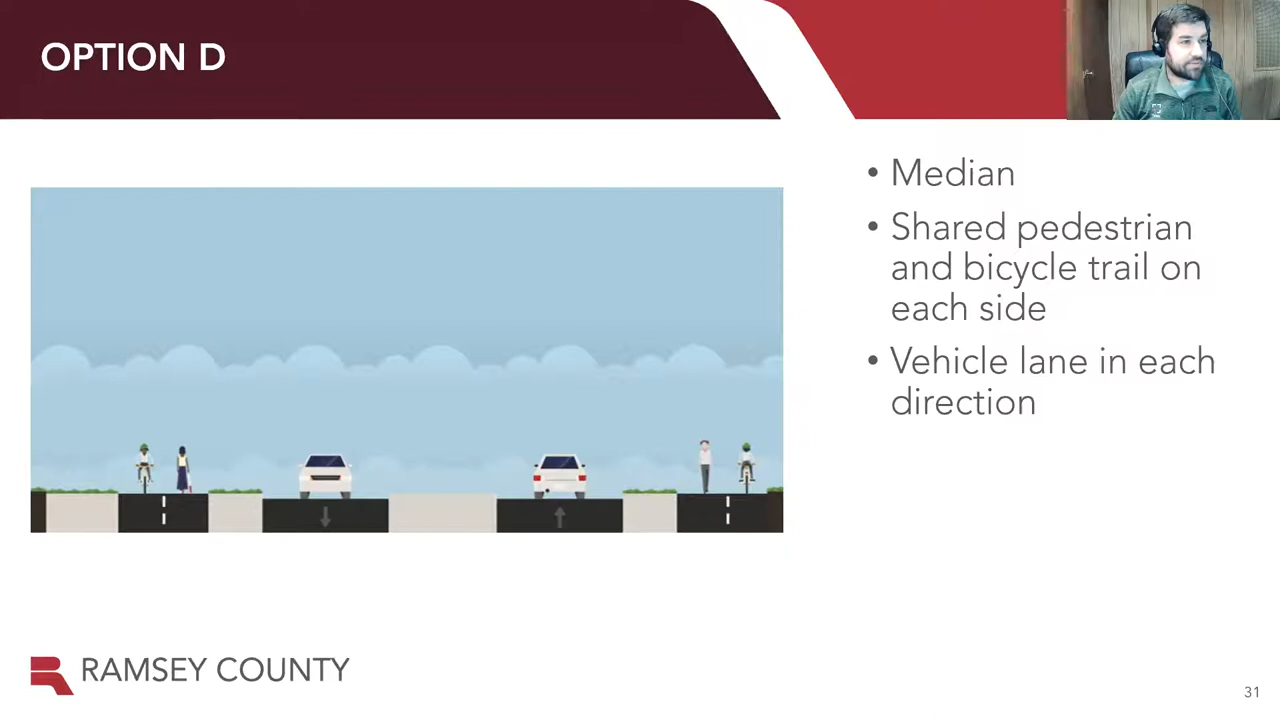 OPTION D
• Median
• Shared pedestrian
and bicycle trail on
each side
• Vehicle lane in each
direction
RAMSEY COUNTY
31